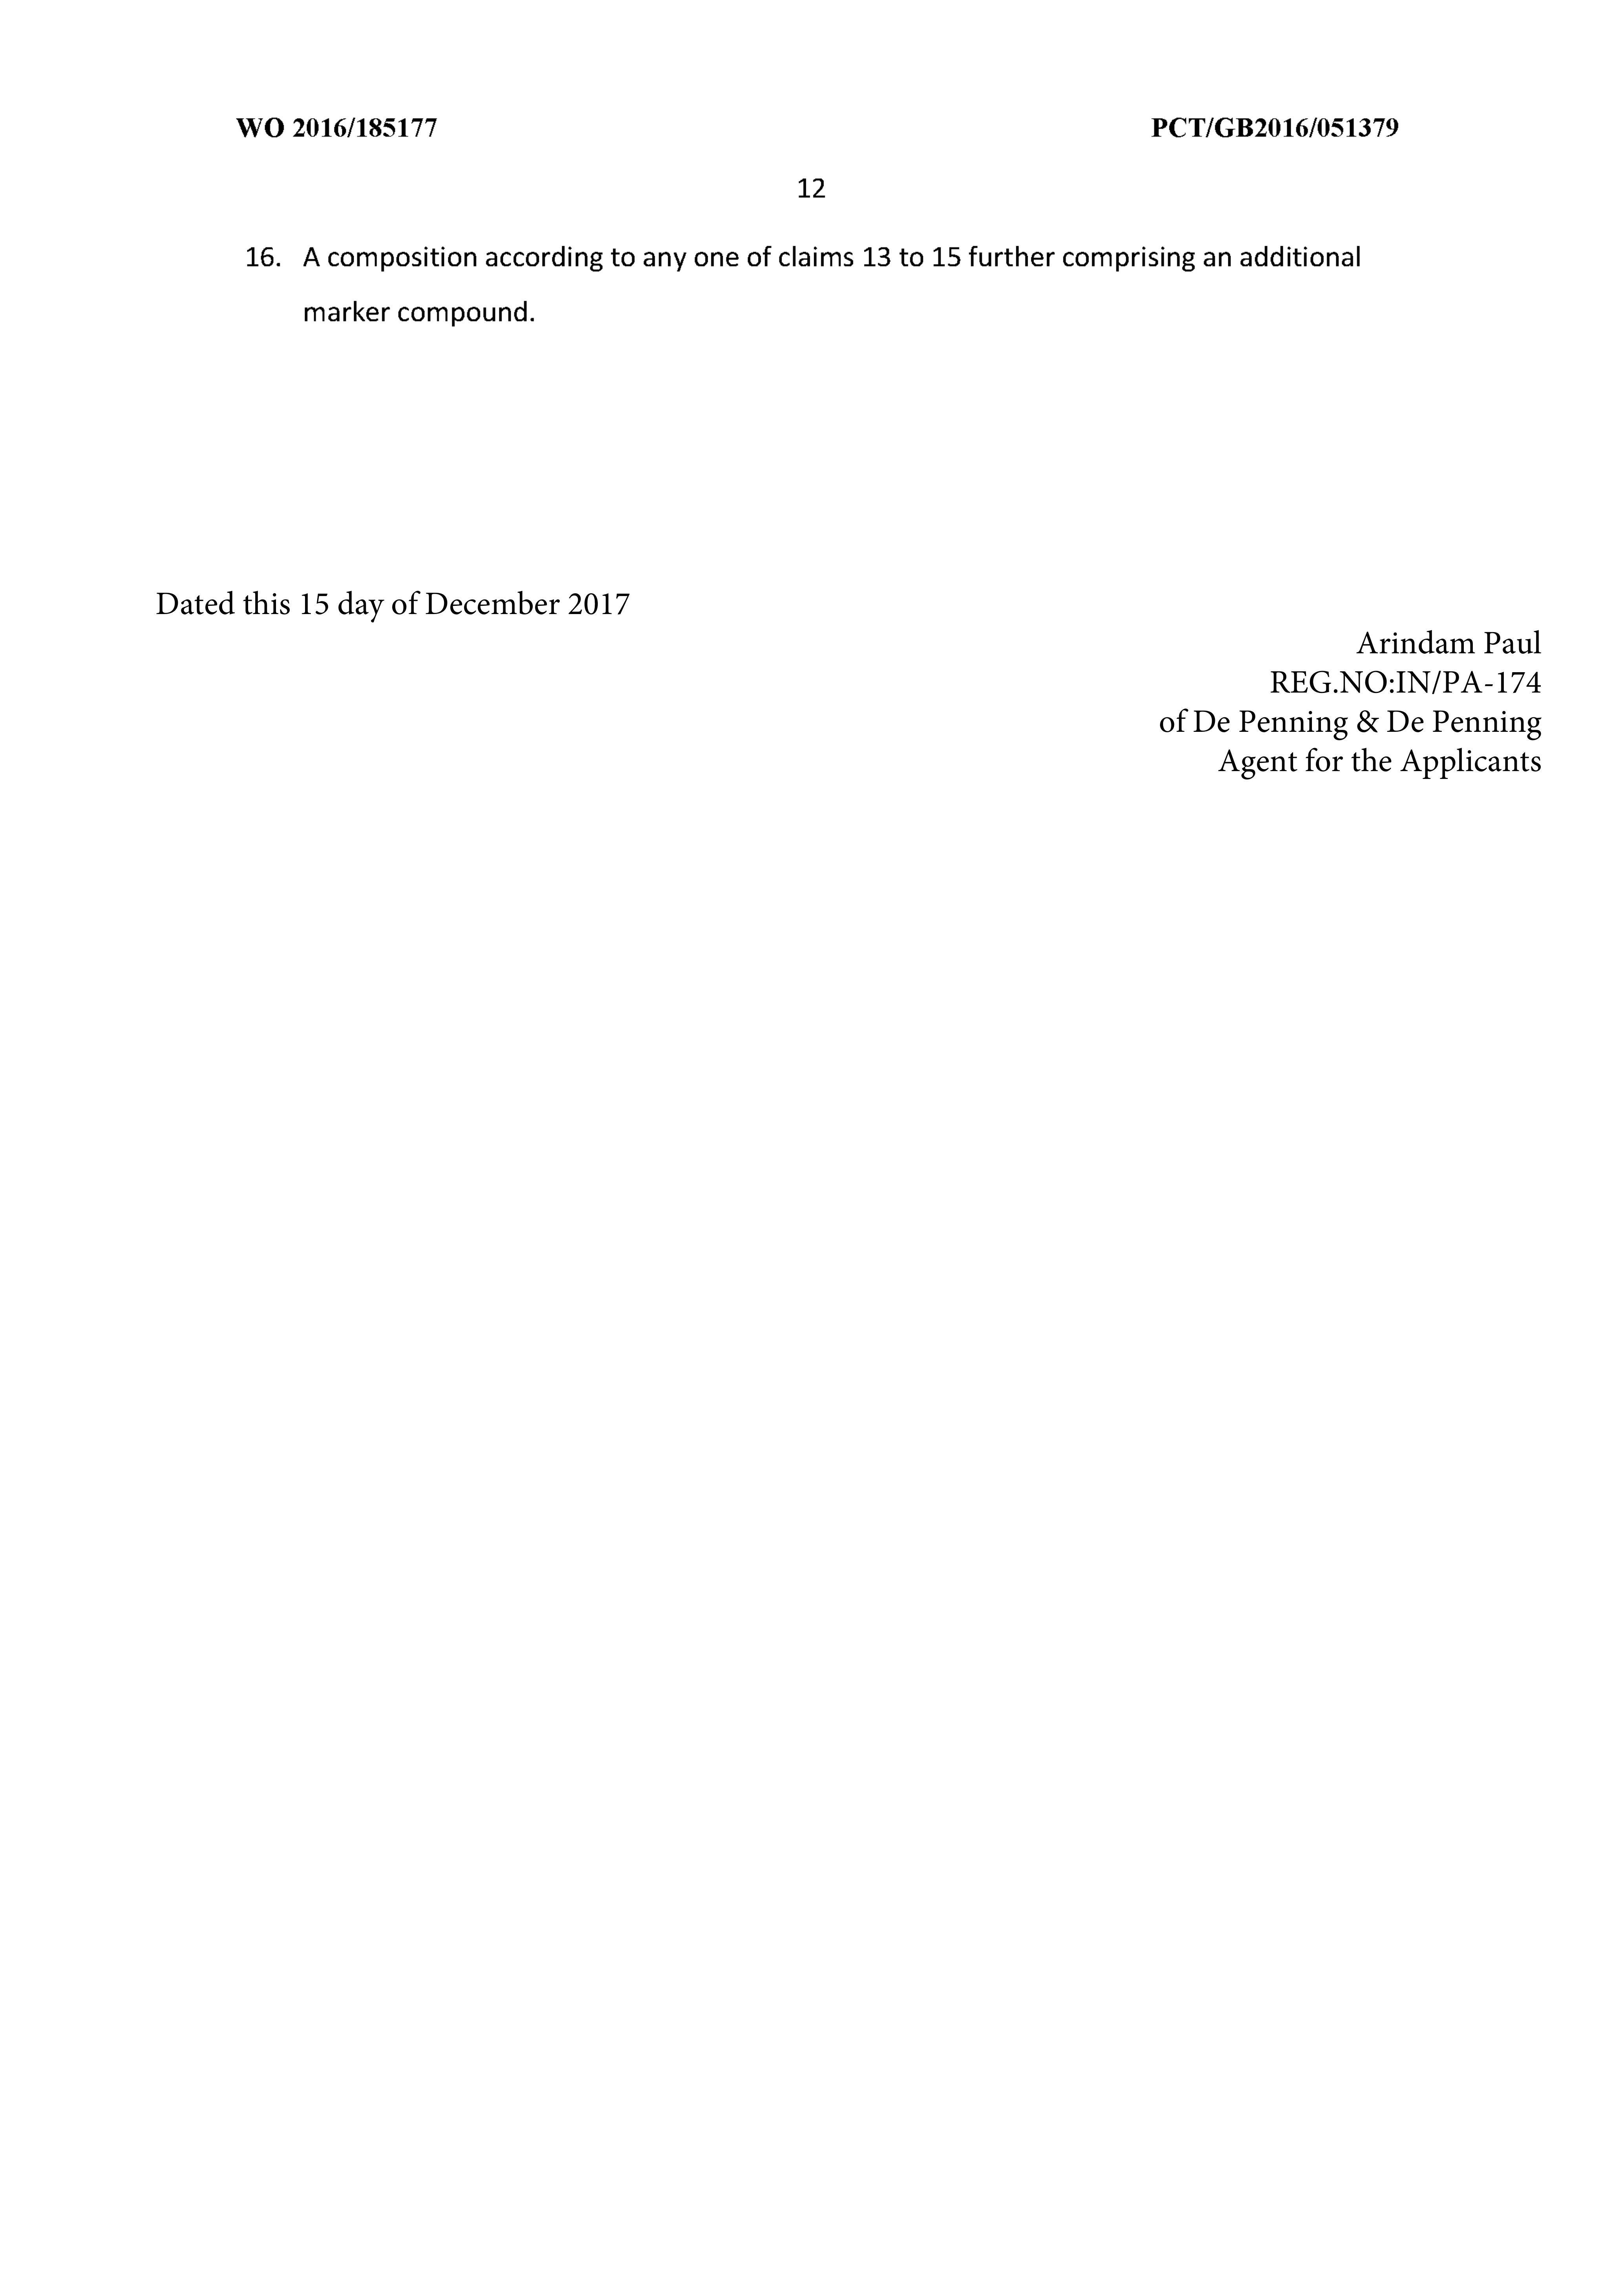 WO 2016/185177 PCT/GB2016/051379
12
16. A composition according to any one of claims 13 to 15 further comprising an additional
marker compound.
Dated this 15 day of December 2017
Arindam Paul
REG.NO:IN/PA-174
of De Penning & De Penning
Agent for the Applicants